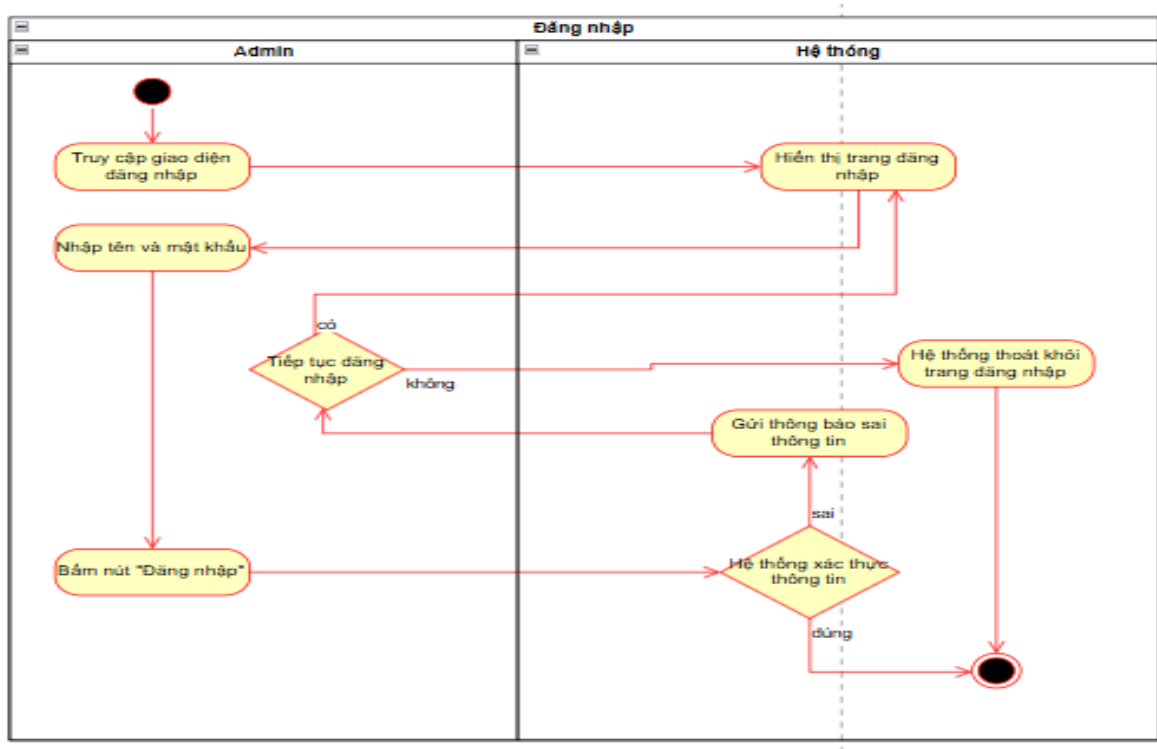 Đăng nhập
Admin
Hệ thống
Truy cập giao diện
đăng nhập
Hiển thị trang đăng
nhập
Nhập tên và mật khẩu
có
Tiếp tục đăng
nhập
không
Hệ thống thoát khỏi
trang đăng nhập
Gửi thông báo sai
thông tin
sai
Bấm nút "Đăng nhập"
Hệ thống xác thực
thông tin
đúng